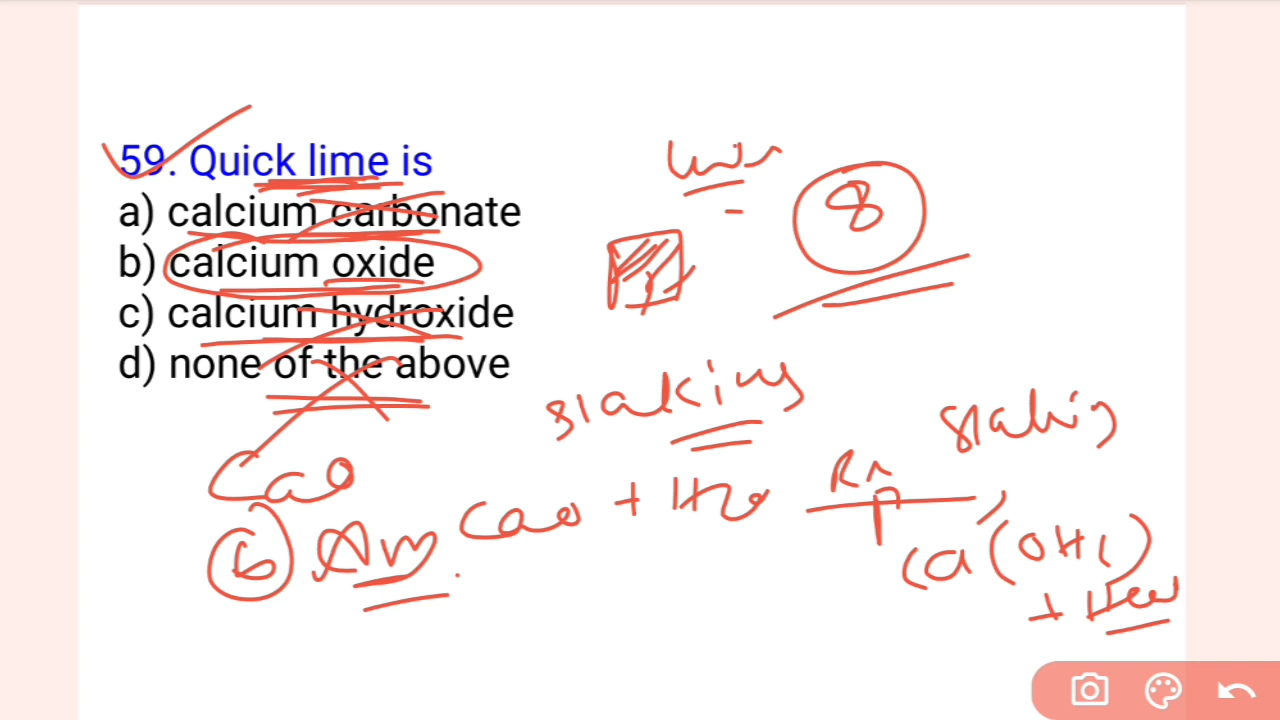 59. Quick lime is
a) calcium carbonate
b) calcium oxide
c) calcium hydroxide
d) none of the above
8
slaking
slaking
CaO
CaO + H2O
Rn
Ca(OH)
+ Heat
b Ans.